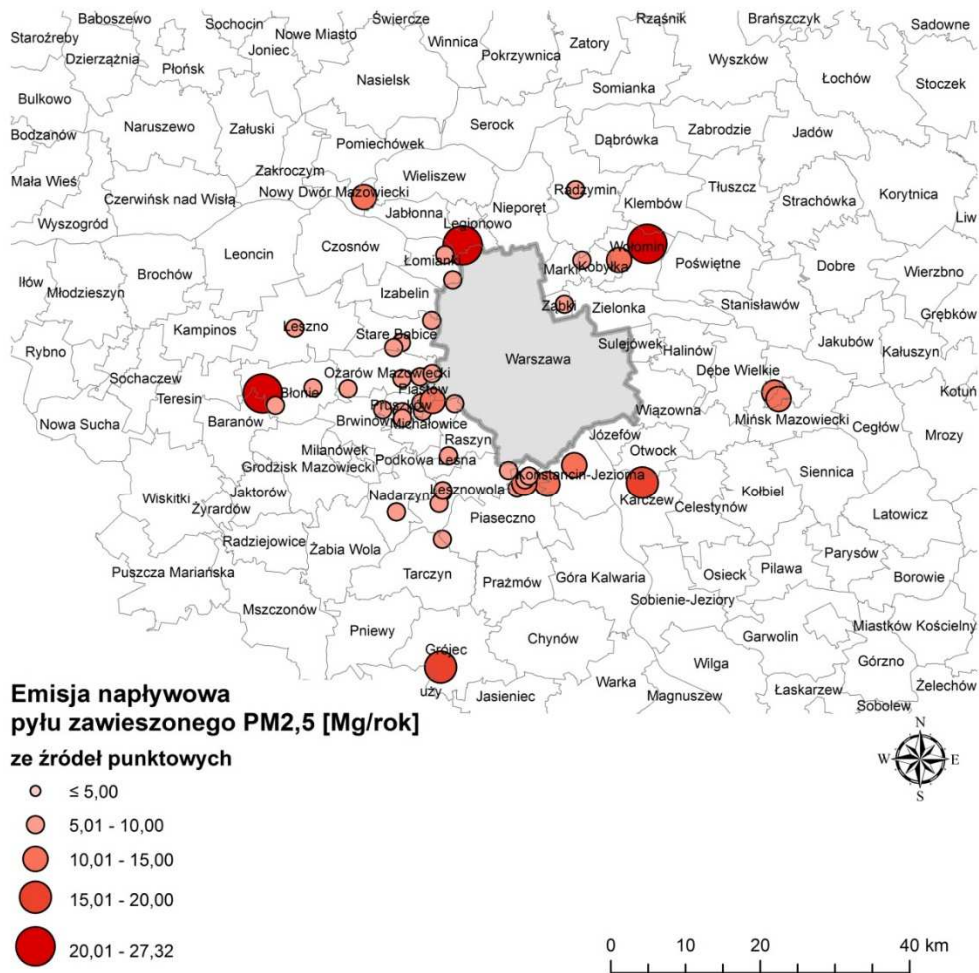 Baboszewo
Sochocin
Świercze
Rząśnik
Brańszczyk
Sadowne
Staroźreby
Nowe Miasto
Winnica
Zatory
Dzierzążnia
Joniec
Pokrzywnica
Wyszków
Płońsk
Nasielsk
Somianka
Łochów
Stoczek
Bulkowo
Serock
Bodzanów
Naruszewo
Załuski
Pomiechówek
Dąbrówka
Zabrodzie
Jadów
Zakroczym
Wieliszew
Mała Wieś
Nowy Dwór Mazowiecki
Radzymin
Tłuszcz
Czerwińsk nad Wisłą
Nieporęt
Klembów
Strachówka
Korytnica
Wyszogród
Jabłonna
Liw
Legionowo
Leoncin
Czosnów
Wołomin
Łomianki
Kobyłka
Poświętne
Dobre
Brochów
Marki
Wierzbno
Iłów
Młodzieszyn
Izabelin
Ząbki
Zielonka
Stanisławów
Grębków
Kampinos
Leszno
Stare Babice
Sulejówek
Jakubów
Rybno
Warszawa
Halinów
Kałuszyn
Sochaczew
Ożarów Mazowiecki
Dębe Wielkie
Teresin
Błonie
Piastów
Kotuń
Baranów
Pruszków
Wiązowna
Nowa Sucha
Brwinów
Michałowice
Mińsk Mazowiecki
Cegłów
Raszyn
Józefów
Mrozy
Milanówek
Otwock
Grodzisk Mazowiecki
Podkowa Leśna
Siennica
Wiskitki
Jaktorów
Lesznowola
Konstancin-Jeziorna
Karczew
Kołbiel
Żyrardów
Nadarzyn
Celestynów
Latowicz
Piaseczno
Radziejowice
Żabia Wola
Parysów
Puszcza Mariańska
Tarczyn
Prażmów
Góra Kalwaria
Osieck
Pilawa
Borowie
Mszczonów
Sobienie-Jeziory
Pniewy
Garwolin
Miastków Kościelny
Grójec
Chynów
Wilga
Górzno
uży
Jasieniec
Warka
Magnuszew
Łaskarzew
Żelechów
Sobolew
Emisja napływowa
pyłu zawieszonego PM2,5 [Mg/rok]
ze źródeł punktowych
≤ 5,00
5,01 - 10,00
10,01 - 15,00
15,01 - 20,00
20,01 - 27,32
N
W E
S
0 10 20 40 km